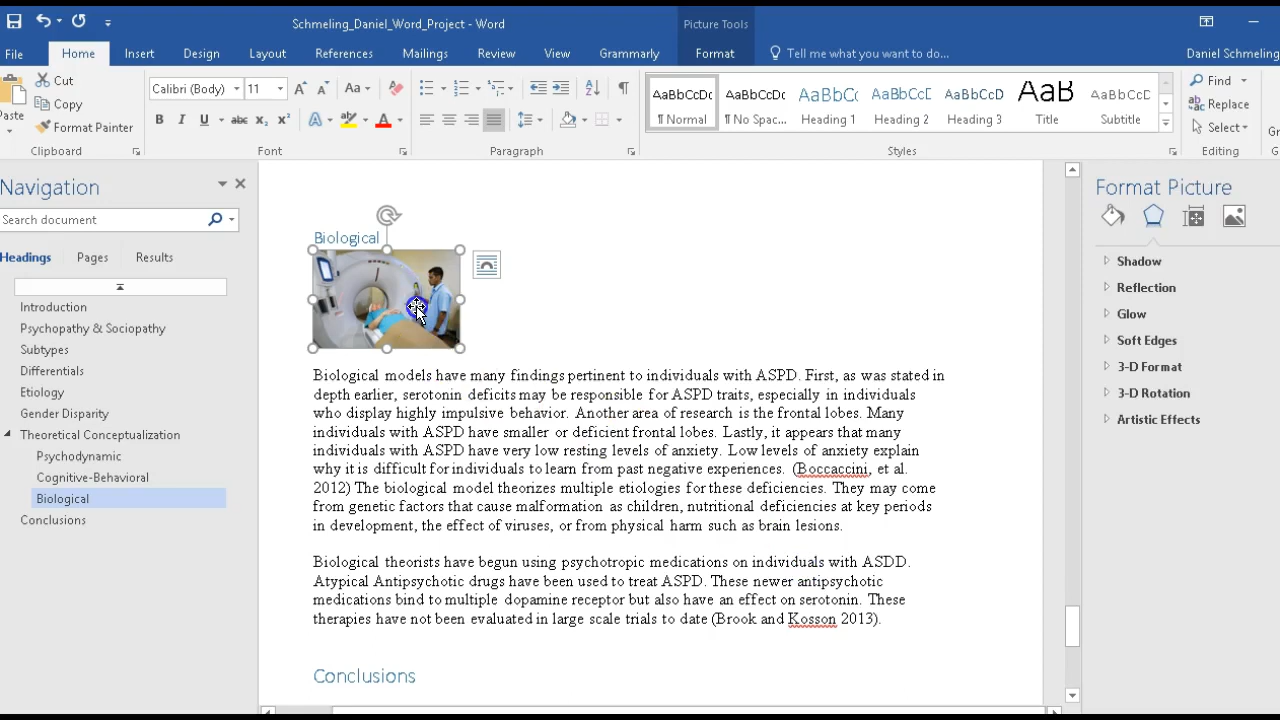 Schmeling_Daniel_Word_Project - Word
Picture Tools
File Home Insert Design Layout References Mailings Review View Grammarly Format Tell me what you want to do... Daniel Schmeling
Paste
Cut
Copy
Format Painter
Calibri (Body) 11
AaBbCcDc AaBbCcDc AaBbCc AaBbCcD AaBbCcD AaB AaBbCcD
¶ Normal ¶ No Spac... Heading 1 Heading 2 Heading 3 Title Subtitle
Find
Replace
Select
Clipboard Font Paragraph Styles Editing
Navigation
Search document
Headings Pages Results
Introduction
Psychopathy & Sociopathy
Subtypes
Differentials
Etiology
Gender Disparity
Theoretical Conceptualization
Psychodynamic
Cognitive-Behavioral
Biological
Conclusions
Biological
Biological models have many findings pertinent to individuals with ASPD. First, as was stated in
depth earlier, serotonin deficits may be responsible for ASPD traits, especially in individuals
who display highly impulsive behavior. Another area of research is the frontal lobes. Many
individuals with ASPD have smaller or deficient frontal lobes. Lastly, it appears that many
individuals with ASPD have very low resting levels of anxiety. Low levels of anxiety explain
why it is difficult for individuals to learn from past negative experiences. (Boccaccini, et al.
2012) The biological model theorizes multiple etiologies for these deficiencies. They may come
from genetic factors that cause malformation as children, nutritional deficiencies at key periods
in development, the effect of viruses, or from physical harm such as brain lesions.
Biological theorists have begun using psychotropic medications on individuals with ASDD.
Atypical Antipsychotic drugs have been used to treat ASPD. These newer antipsychotic
medications bind to multiple dopamine receptor but also have an effect on serotonin. These
therapies have not been evaluated in large scale trials to date (Brook and Kosson 2013).
Conclusions
Format Picture
Shadow
Reflection
Glow
Soft Edges
3-D Format
3-D Rotation
Artistic Effects